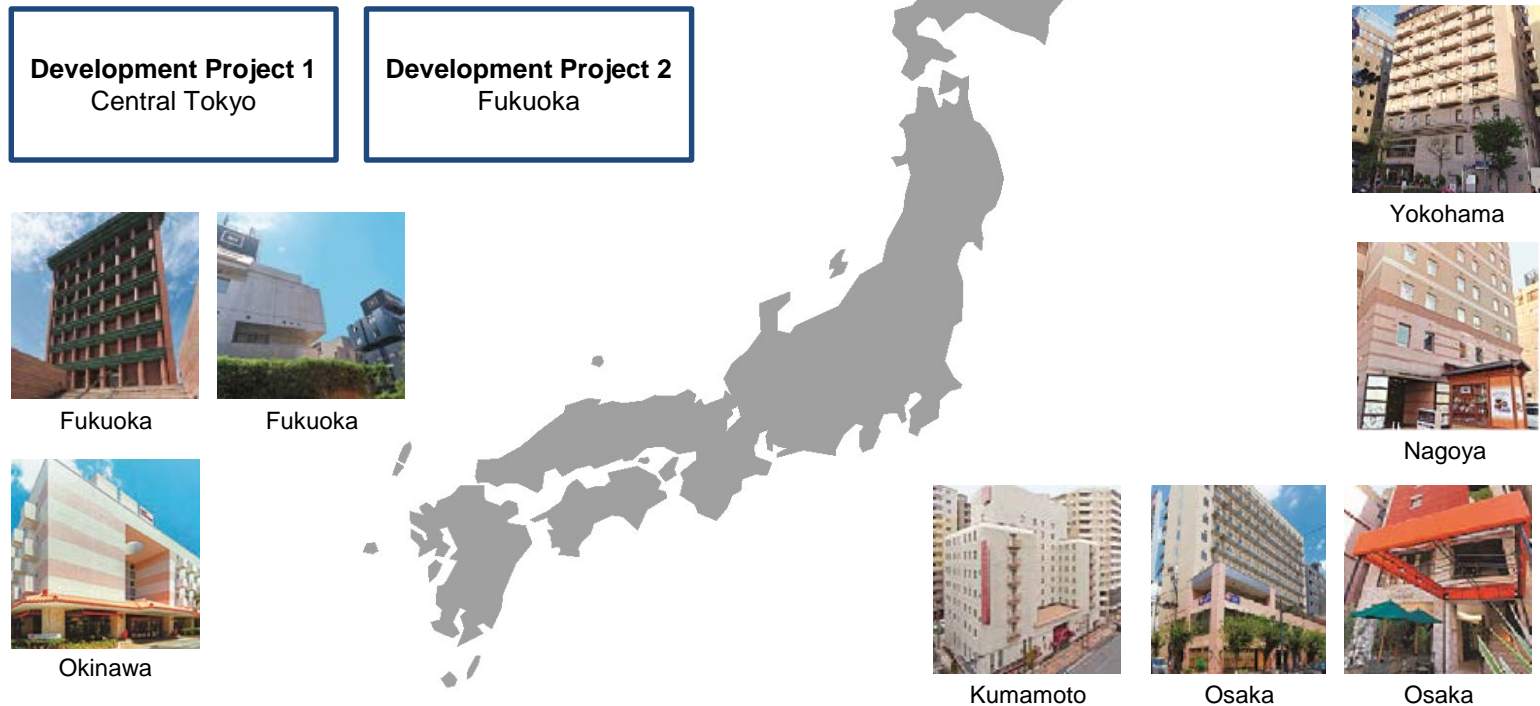 Development Project 1
Central Tokyo
Development Project 2
Fukuoka
Yokohama
Fukuoka
Fukuoka
Nagoya
Okinawa
Kumamoto
Osaka
Osaka